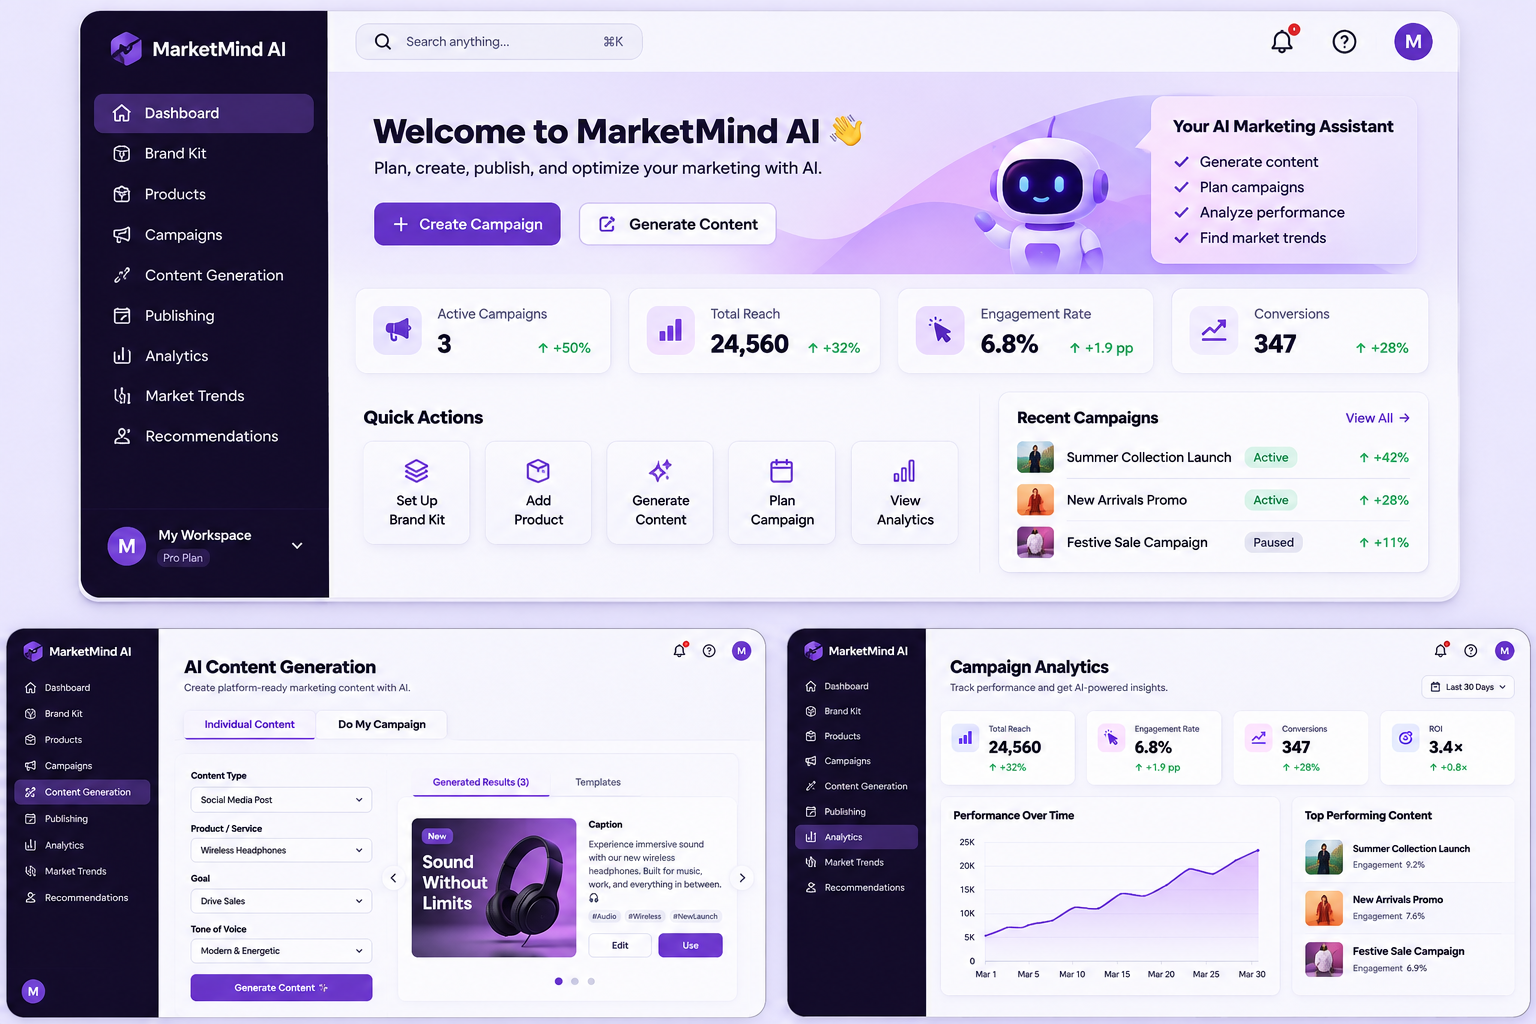 MarketMind AI
Dashboard
Brand Kit
Products
Campaigns
Content Generation
Publishing
Analytics
Market Trends
Recommendations
M
My Workspace
Pro Plan
Search anything...
⌘K
?
M
Welcome to MarketMind AI 👋
Plan, create, publish, and optimize your marketing with AI.
+ Create Campaign
Generate Content
Your AI Marketing Assistant
✓ Generate content
✓ Plan campaigns
✓ Analyze performance
✓ Find market trends
Active Campaigns
3 ↑ +50%
Total Reach
24,560 ↑ +32%
Engagement Rate
6.8% ↑ +1.9 pp
Conversions
347 ↑ +28%
Quick Actions
Set Up
Brand Kit
Add
Product
Generate
Content
Plan
Campaign
View
Analytics
Recent Campaigns
View All →
Summer Collection Launch Active ↑ +42%
New Arrivals Promo Active ↑ +28%
Festive Sale Campaign Paused ↑ +11%
MarketMind AI
Dashboard
Brand Kit
Products
Campaigns
Content Generation
Publishing
Analytics
Market Trends
Recommendations
M
?
M
AI Content Generation
Create platform-ready marketing content with AI.
Individual Content
Do My Campaign
Content Type
Social Media Post
Product / Service
Wireless Headphones
Goal
Drive Sales
Tone of Voice
Modern & Energetic
Generate Content
Generated Results (3)
Templates
New
Sound
Without
Limits
Caption
Experience immersive sound
with our new wireless
headphones. Built for music,
work, and everything in between.
🎧
#Audio #Wireless #NewLaunch
Edit
Use
MarketMind AI
Dashboard
Brand Kit
Products
Campaigns
Content Generation
Publishing
Analytics
Market Trends
Recommendations
?
M
Campaign Analytics
Track performance and get AI-powered insights.
Last 30 Days
Total Reach
24,560
↑ +32%
Engagement Rate
6.8%
↑ +1.9 pp
Conversions
347
↑ +28%
ROI
3.4×
↑ +0.8×
Performance Over Time
25K
20K
15K
10K
5K
0
Mar 1 Mar 5 Mar 10 Mar 15 Mar 20 Mar 25 Mar 30
Top Performing Content
Summer Collection Launch
Engagement 9.2%
New Arrivals Promo
Engagement 7.6%
Festive Sale Campaign
Engagement 6.9%